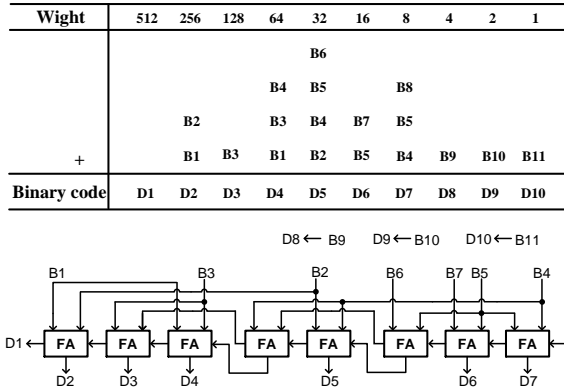 Wight 512 256 128 64 32 16 8 4 2 1
B6
B4 B5 B8
B2 B3 B4 B7 B5
+ B1 B3 B1 B2 B5 B4 B9 B10 B11
Binary code D1 D2 D3 D4 D5 D6 D7 D8 D9 D10
D8 ← B9 D9 ← B10 D10 ← B11
B1 B3 B2 B6 B7 B5 B4
D1 FA FA FA FA FA FA FA FA
D2 D3 D4 D5 D6 D7